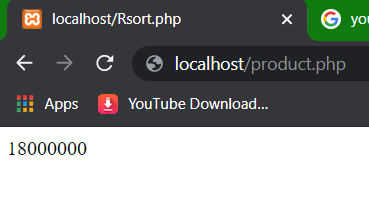 localhost/Rsort.php
you
localhost/product.php
Apps
YouTube Download...
18000000